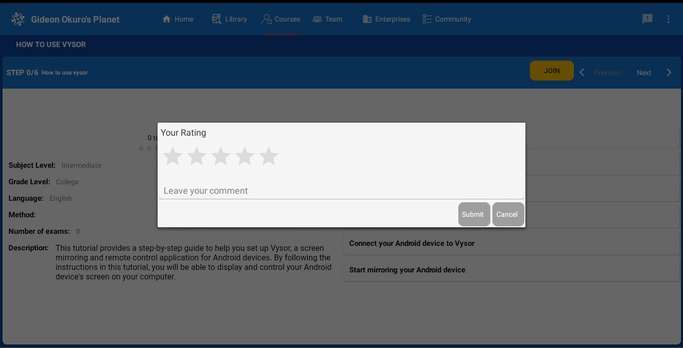 Gideon Okuro's Planet
Home
Library
Courses
Team
Enterprises
Community
HOW TO USE VYSOR
STEP 0/6 How to use vysor
JOIN
Previous
Next
Your Rating
Leave your comment
Submit
Cancel
Subject Level: Intermediate
Grade Level: College
Language: English
Method:
Number of exams: 0
Description: This tutorial provides a step-by-step guide to help you set up Vysor, a screen
mirroring and remote control application for Android devices. By following the
instructions in this tutorial, you will be able to display and control your Android
device's screen on your computer.
Connect your Android device to Vysor
Start mirroring your Android device